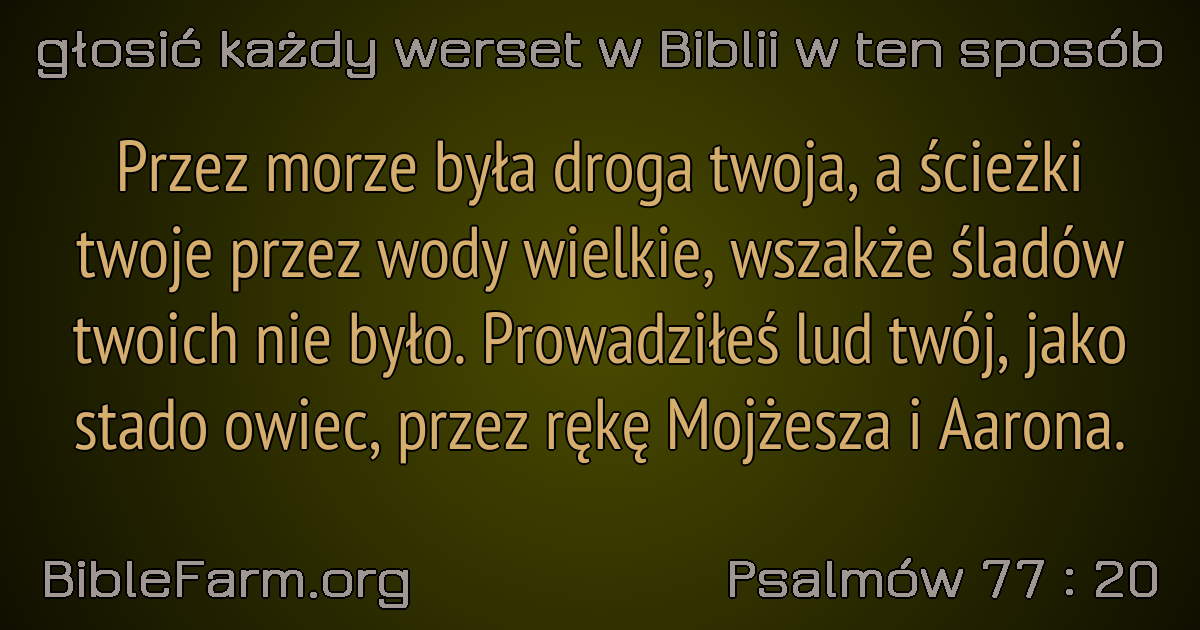 głosić każdy werset w Biblii w ten sposób
Przez morze była droga twoja, a ścieżki
twoje przez wody wielkie, wszakże śladów
twoich nie było. Prowadziłeś lud twój, jako
stado owiec, przez rękę Mojżesza i Aarona.
BibleFarm.org
Psalmów 77 : 20